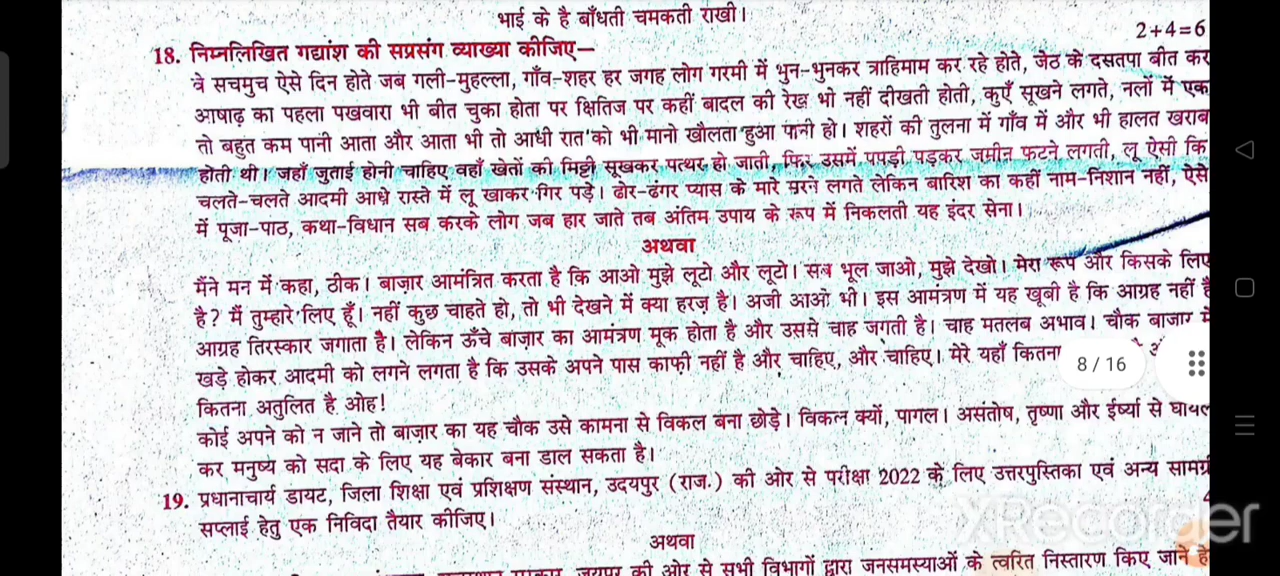 भाई के है बाँधती चमकती राखी।
2+4=6
18. निम्नलिखित गद्यांश की सप्रसंग व्याख्या कीजिए–
वे सचमुच ऐसे दिन होते जब गली-मुहल्ला, गाँव-शहर हर जगह लोग गरमी में भुन-भुनकर त्राहिमाम कर रहे होते, जेठ के दसतपा बीत कर
आषाढ़ का पहला पखवारा भी बीत चुका होता पर क्षितिज पर कहीं बादल की रेख भी नहीं दीखती होती, कुएँ सूखने लगते, नलों में एक
तो बहुत कम पानी आता और आता भी तो आधी रात को भी मानो खौलता हुआ पानी हो। शहरों की तुलना में गाँव में और भी हालत खराब
होती थी। जहाँ जुताई होनी चाहिए वहाँ खेतों की मिट्टी सूखकर पत्थर हो जाती, फिर उसमें पपड़ी पड़कर जमीन फटने लगती, लू ऐसी कि
चलते-चलते आदमी आधे रास्ते में लू खाकर गिर पड़े। ढोर-ढंगर प्यास के मारे मरने लगते लेकिन बारिश का कहीं नाम-निशान नहीं, ऐसे
में पूजा-पाठ, कथा-विधान सब करके लोग जब हार जाते तब अंतिम उपाय के रूप में निकलती यह इंदर सेना।
अथवा
मैंने मन में कहा, ठीक। बाज़ार आमंत्रित करता है कि आओ मुझे लूटो और लूटो। सब भूल जाओ, मुझे देखो। मेरा रूप और किसके लिए
है? मैं तुम्हारे लिए हूँ। नहीं कुछ चाहते हो, तो भी देखने में क्या हरज़ है। अजी आओ भी। इस आमंत्रण में यह खूबी है कि आग्रह नहीं है
आग्रह तिरस्कार जगाता है। लेकिन ऊँचे बाज़ार का आमंत्रण मूक होता है और उससे चाह जगती है। चाह मतलब अभाव। चौक बाजार में
खड़े होकर आदमी को लगने लगता है कि उसके अपने पास काफ़ी नहीं है और चाहिए, और चाहिए। मेरे यहाँ कितना
8 / 16
कितना अतुलित है ओह!
कोई अपने को न जाने तो बाज़ार का यह चौक उसे कामना से विकल बना छोड़े। विकल क्यों, पागल। असंतोष, तृष्णा और ईर्ष्या से घायल
कर मनुष्य को सदा के लिए यह बेकार बना डाल सकता है।
19. प्रधानाचार्य डायट, जिला शिक्षा एवं प्रशिक्षण संस्थान, उदयपुर (राज.) की ओर से परीक्षा 2022 के लिए उत्तरपुस्तिका एवं अन्य सामग्री
4
सप्लाई हेतु एक निविदा तैयार कीजिए।
XRecorder
अथवा
जयपुर की ओर से सभी विभागों द्वारा जनसमस्याओं के त्वरित निस्तारण किए जाने हे